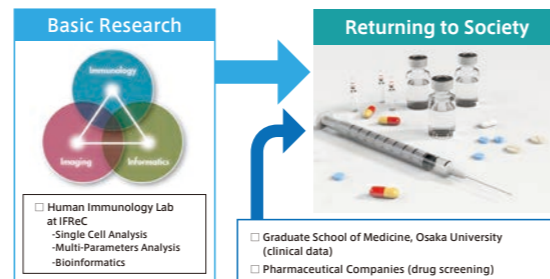 Basic Research
Immunology
Imaging
Informatics
□ Human Immunology Lab
at IFReC
-Single Cell Analysis
-Multi-Parameters Analysis
-Bioinformatics
Returning to Society
□ Graduate School of Medicine, Osaka University
(clinical data)
□ Pharmaceutical Companies (drug screening)